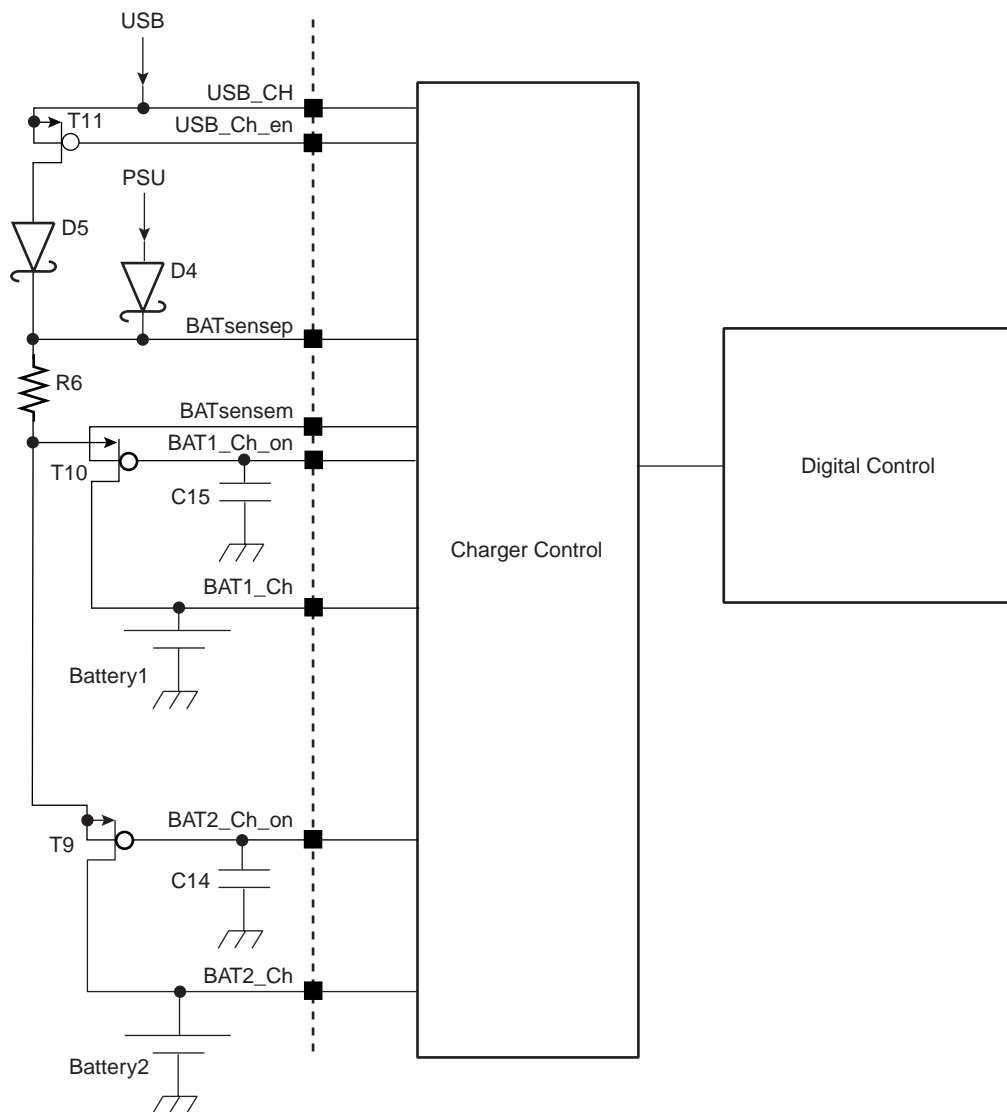 USB
USB_CH
T11
USB_Ch_en
PSU
D5
D4
BATsensep
R6
BATsensem
BAT1_Ch_on
T10
C15
Digital Control
Charger Control
BAT1_Ch
Battery1
BAT2_Ch_on
T9
C14
BAT2_Ch
Battery2